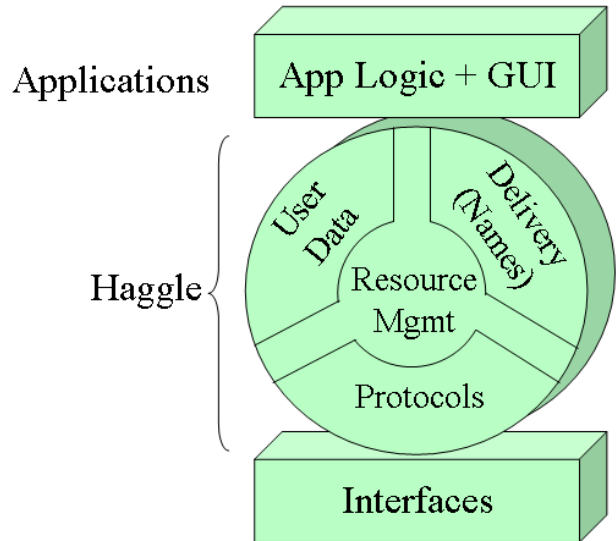 App Logic + GUI
Applications
User
Data
Delivery
(Names)
Haggle
Resource
Mgmt
Protocols
Interfaces